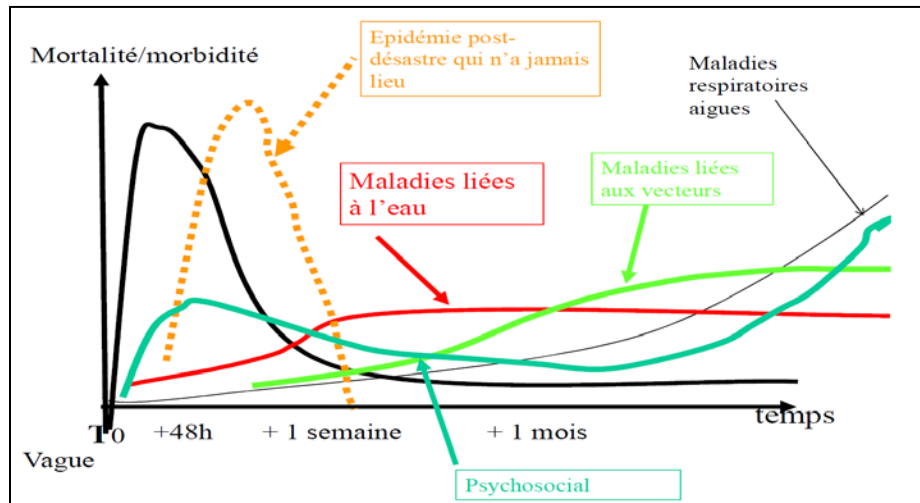 Mortalité/morbidité
Epidémie post-
désastre qui n'a jamais
lieu
Maladies
respiratoires
aigues
Maladies liées
à l'eau
Maladies liées
aux vecteurs
temps
T0 +48h + 1 semaine + 1 mois
Vague
Psychosocial